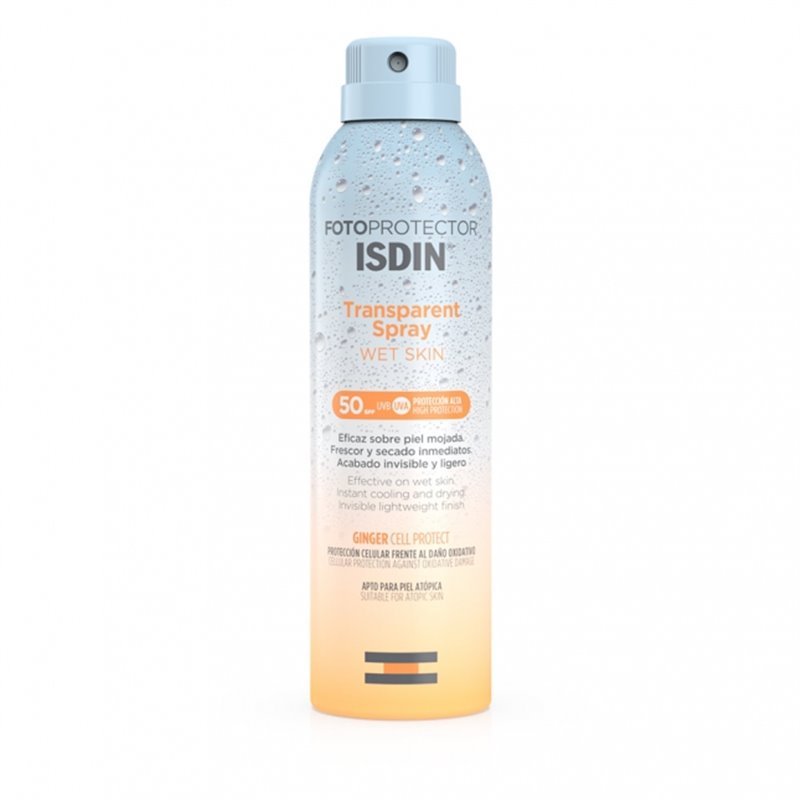 FOTOPROTECTOR
ISDIN
Transparent
Spray
WET SKIN
50 SPF UVB UVA PROTECCIÓN ALTA
HIGH PROTECTION
Eficaz sobre piel mojada.
Frescor y secado inmediatos.
Acabado invisible y ligero
Effective on wet skin.
Instant cooling and drying.
Invisible lightweight finish
GINGER CELL PROTECT
PROTECCIÓN CELULAR FRENTE AL DAÑO OXIDATIVO
CELLULAR PROTECTION AGAINST OXIDATIVE DAMAGE
APTO PARA PIEL ATÓPICA
SUITABLE FOR ATOPIC SKIN